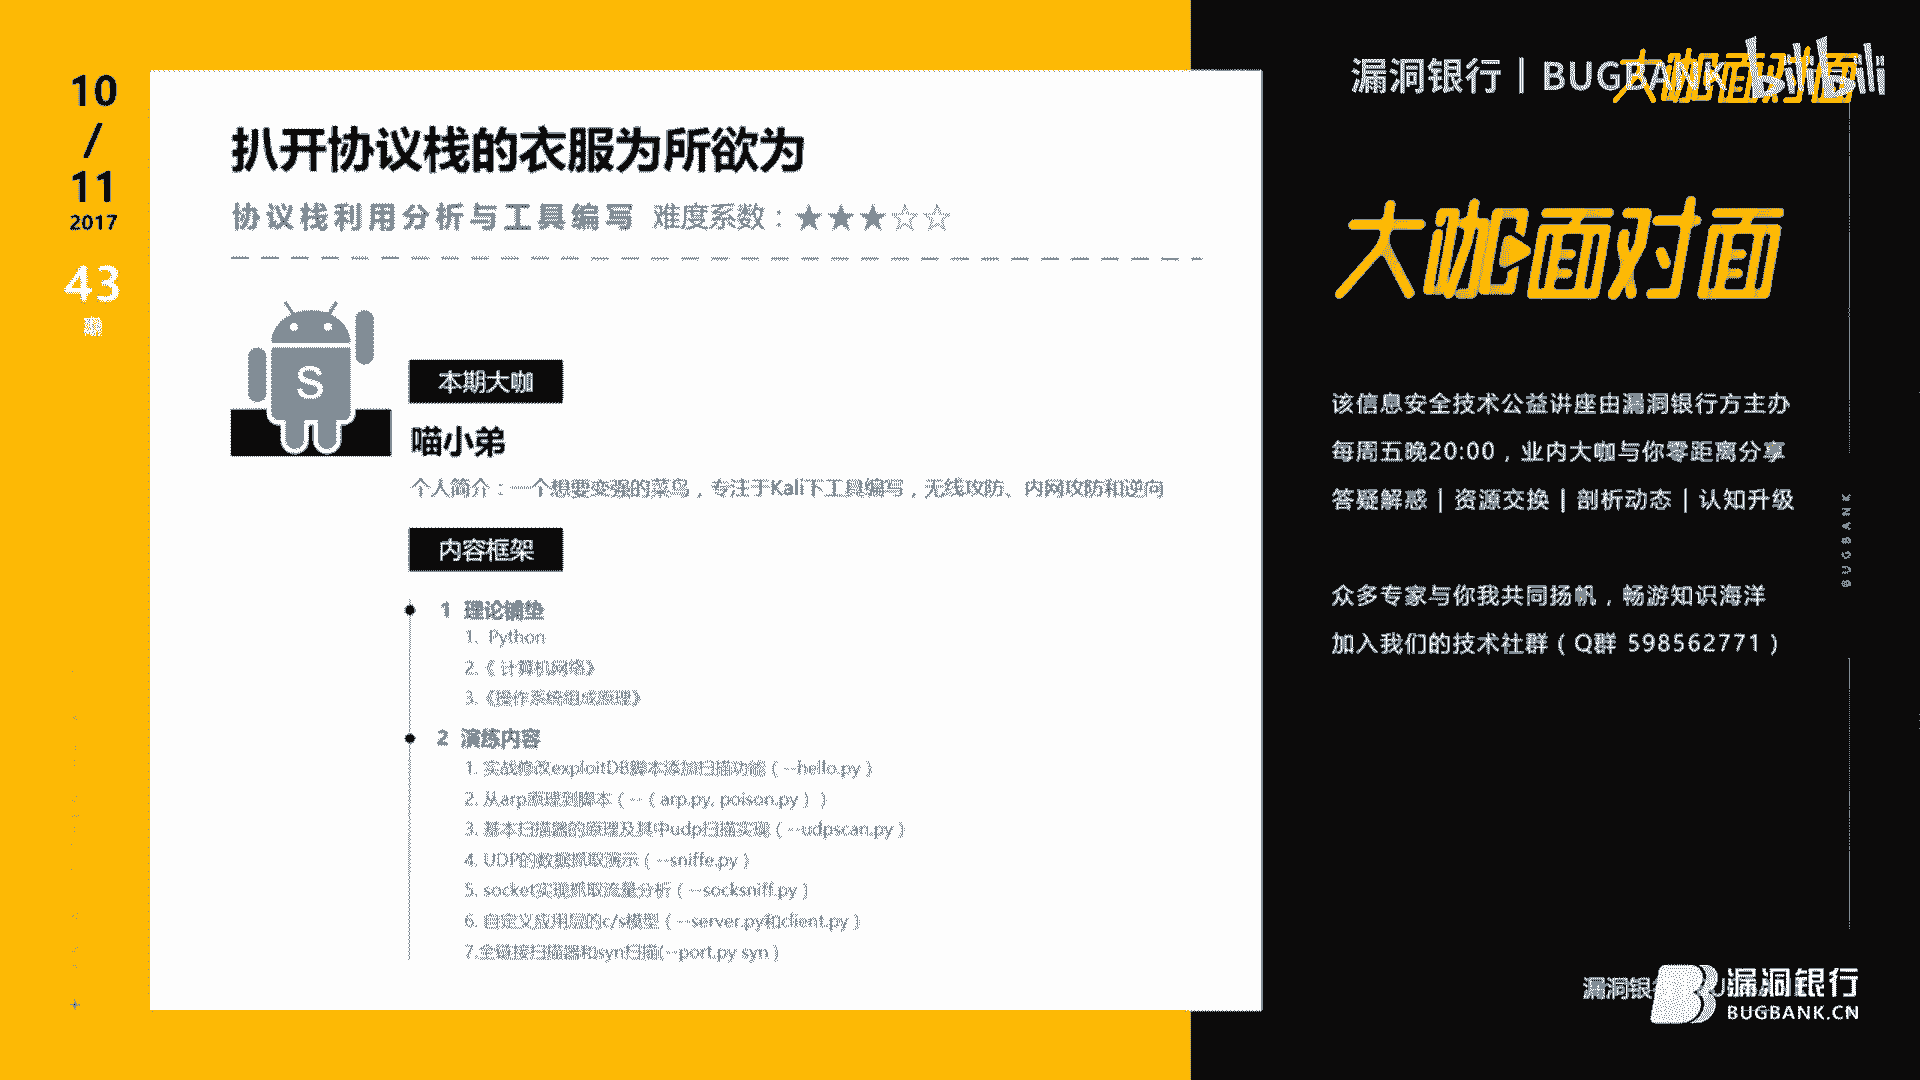 10
/
11
2017
43
期
扒开协议栈的衣服为所欲为
协议栈利用分析与工具编写 难度系数：★★★☆☆
S
本期大咖
喵小弟
个人简介：一个想要变强的菜鸟，专注于Kali下工具编写，无线攻防、内网攻防和逆向
内容框架
1 理论铺垫
1. Python
2.《 计算机网络》
3.《操作系统组成原理》
2 演练内容
1. 实战修改exploitDB脚本添加扫描功能（ --hello.py ）
2. 从arp原理到脚本（ --（ arp.py, poison.py ））
3. 基本扫描器的原理及其中udp扫描实现（ --udpscan.py ）
4. UDP的数据抓取演示（ --sniffe.py ）
5. socket实现抓取流量分析（ --socksniff.py ）
6. 自定义应用层的c/s模型（ --server.py和client.py ）
7.全链接扫描器和syn扫描(--port.py syn )
漏洞银行 | BUGBANK
大咖面对面
bilibili
大咖面对面
该信息安全技术公益讲座由漏洞银行方主办
每周五晚20:00，业内大咖与你零距离分享
答疑解惑 | 资源交换 | 剖析动态 | 认知升级
众多专家与你我共同扬帆，畅游知识海洋
加入我们的技术社群（ Q群 598562771 ）
BUGBANK
漏洞银
漏洞银行
BUGBANK.CN